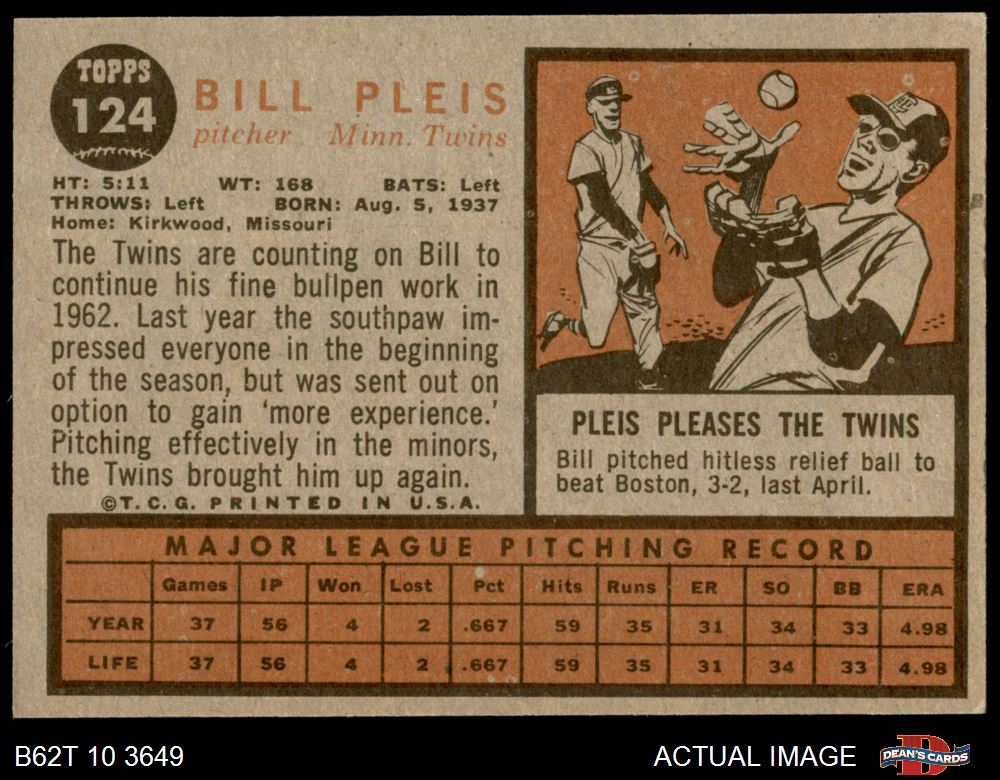 TOPPS
124
BILL PLEIS
pitcher Minn. Twins
HT: 5:11 WT: 168 BATS: Left
THROWS: Left BORN: Aug. 5, 1937
Home: Kirkwood, Missouri
The Twins are counting on Bill to
continue his fine bullpen work in
1962. Last year the southpaw im-
pressed everyone in the beginning
of the season, but was sent out on
option to gain 'more experience.'
Pitching effectively in the minors,
the Twins brought him up again.
©T.C.G. PRINTED IN U.S.A.
PLEIS PLEASES THE TWINS
Bill pitched hitless relief ball to
beat Boston, 3-2, last April.
MAJOR LEAGUE PITCHING RECORD
Games IP Won Lost Pct Hits Runs ER SO BB ERA
YEAR 37 56 4 2 .667 59 35 31 34 33 4.98
LIFE 37 56 4 2 .667 59 35 31 34 33 4.98
B62T 10 3649 ACTUAL IMAGE DEAN'S CARDS